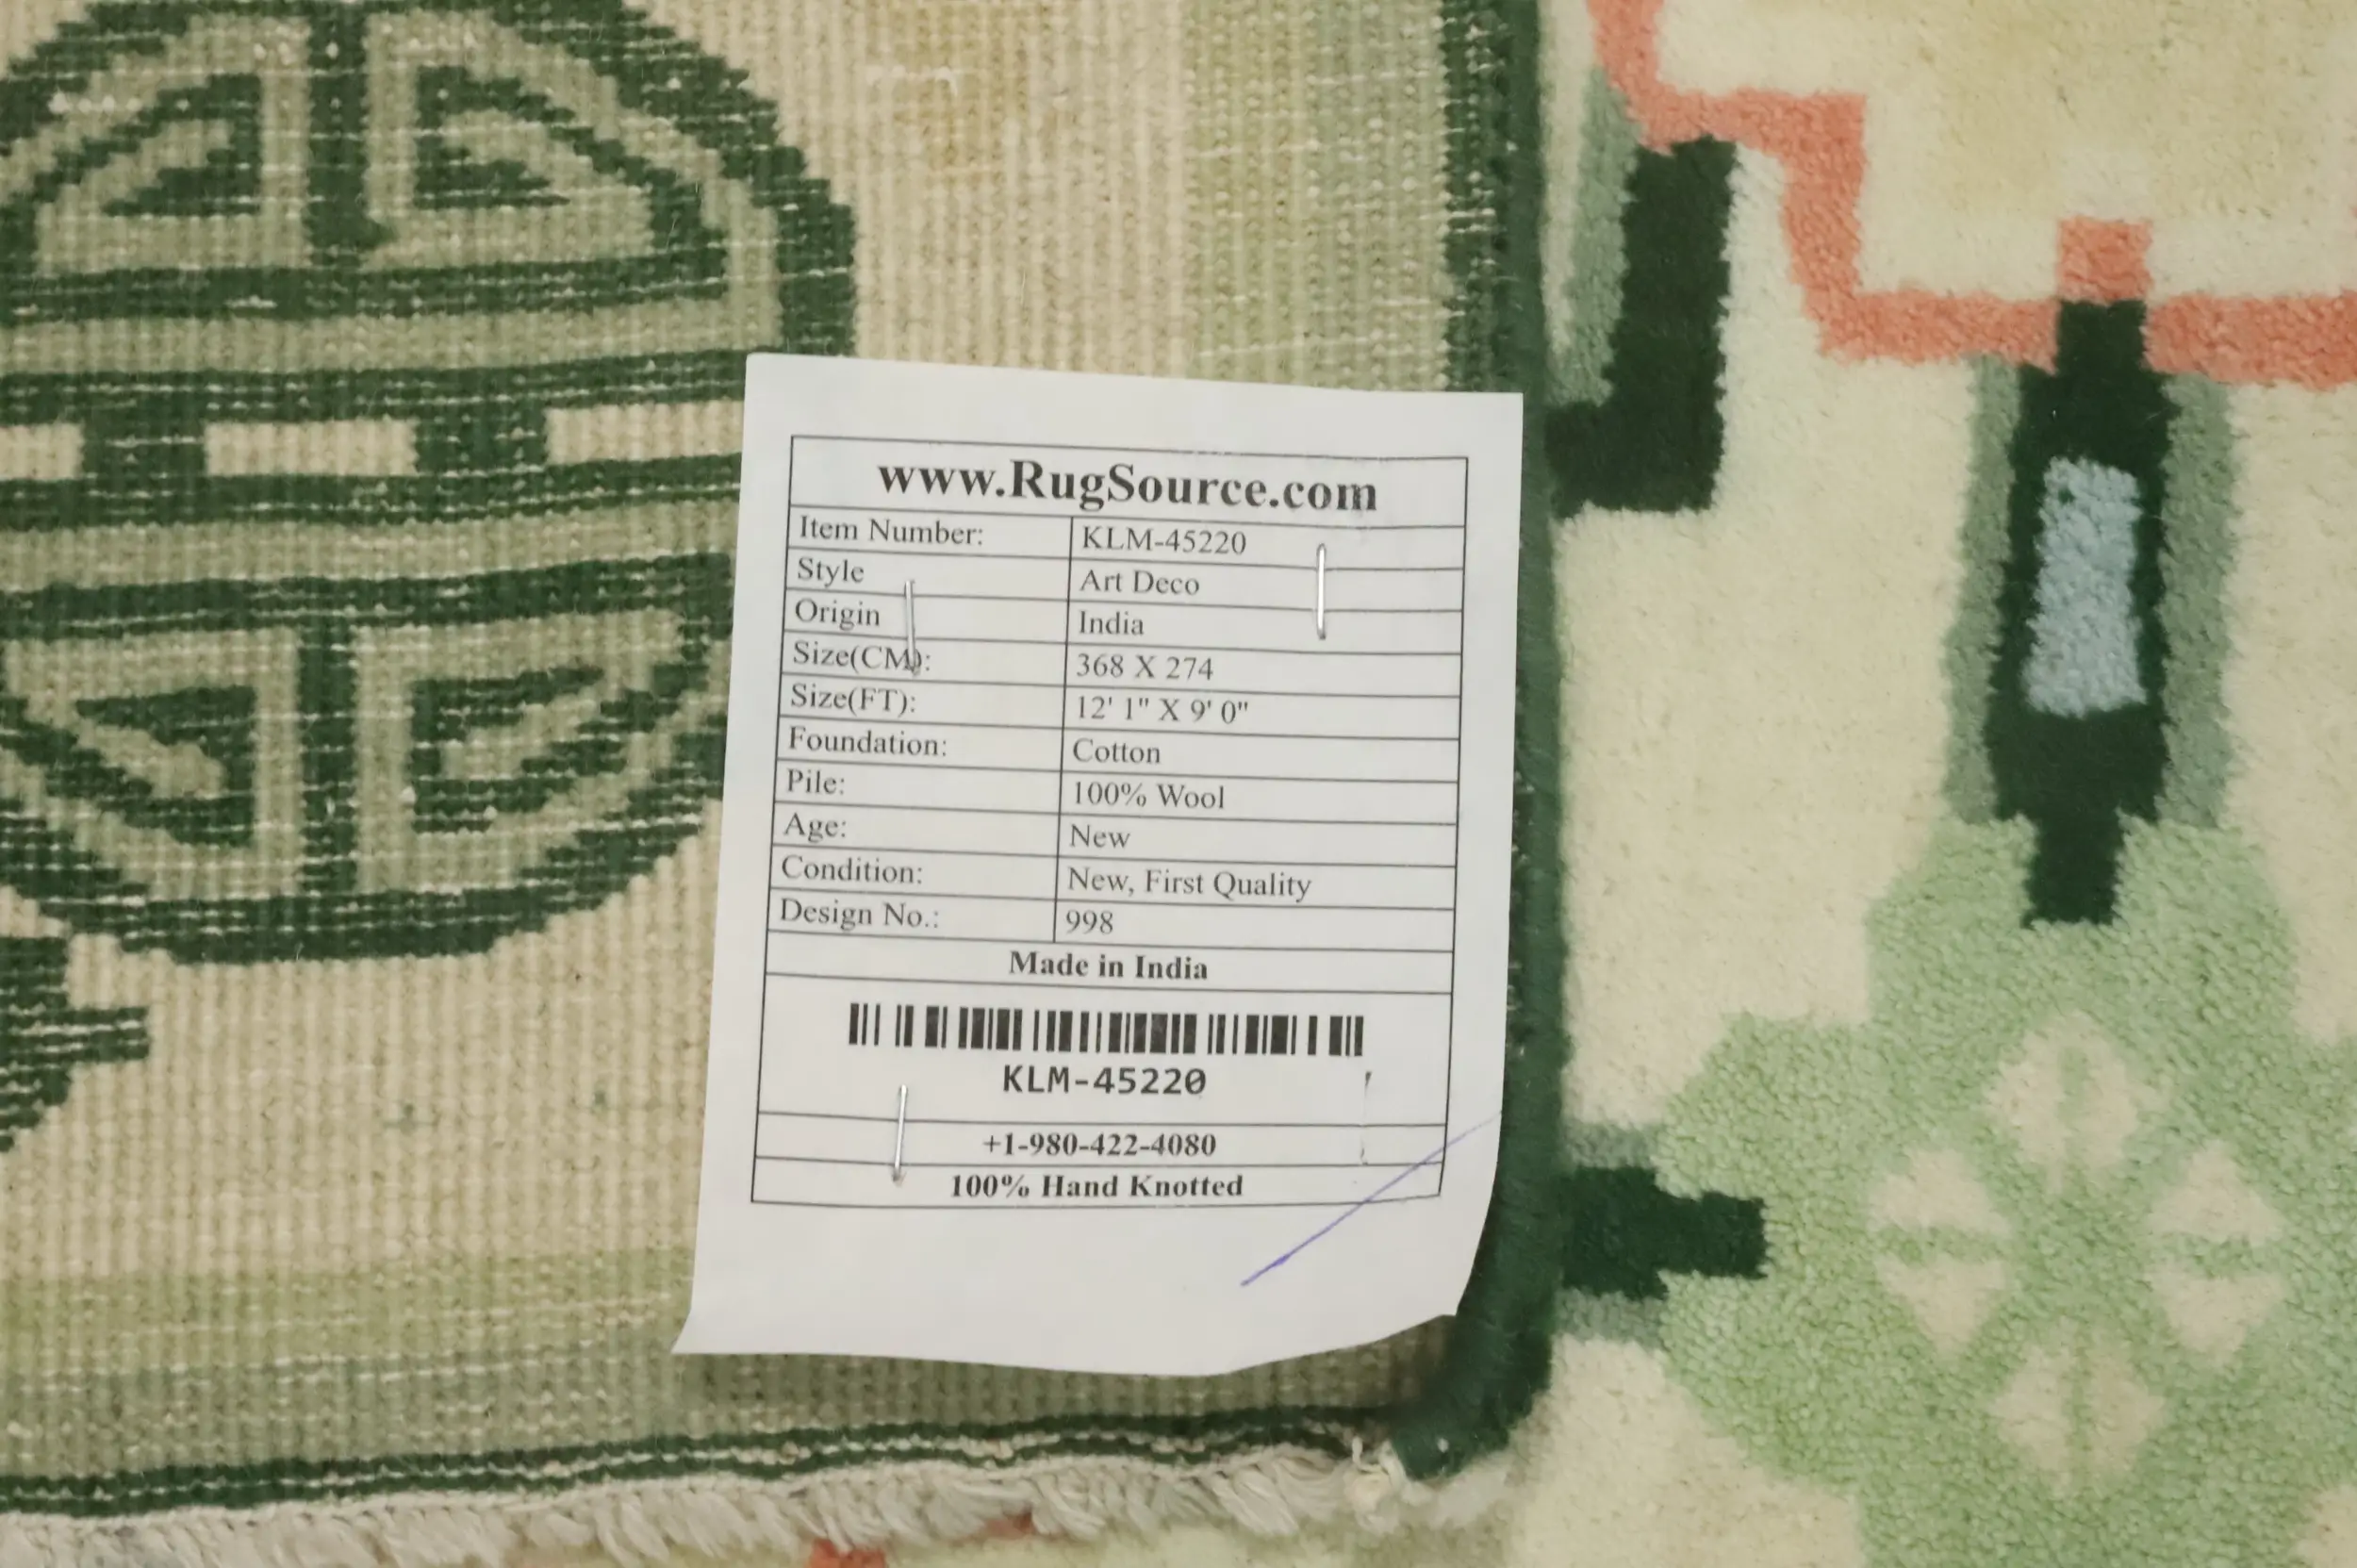 www.RugSource.com
Item Number: KLM-45220
Style Art Deco
Origin India
Size(CM): 368 X 274
Size(FT): 12' 1" X 9' 0"
Foundation: Cotton
Pile: 100% Wool
Age: New
Condition: New, First Quality
Design No.: 998
Made in India
KLM-45220
+1-980-422-4080
100% Hand Knotted